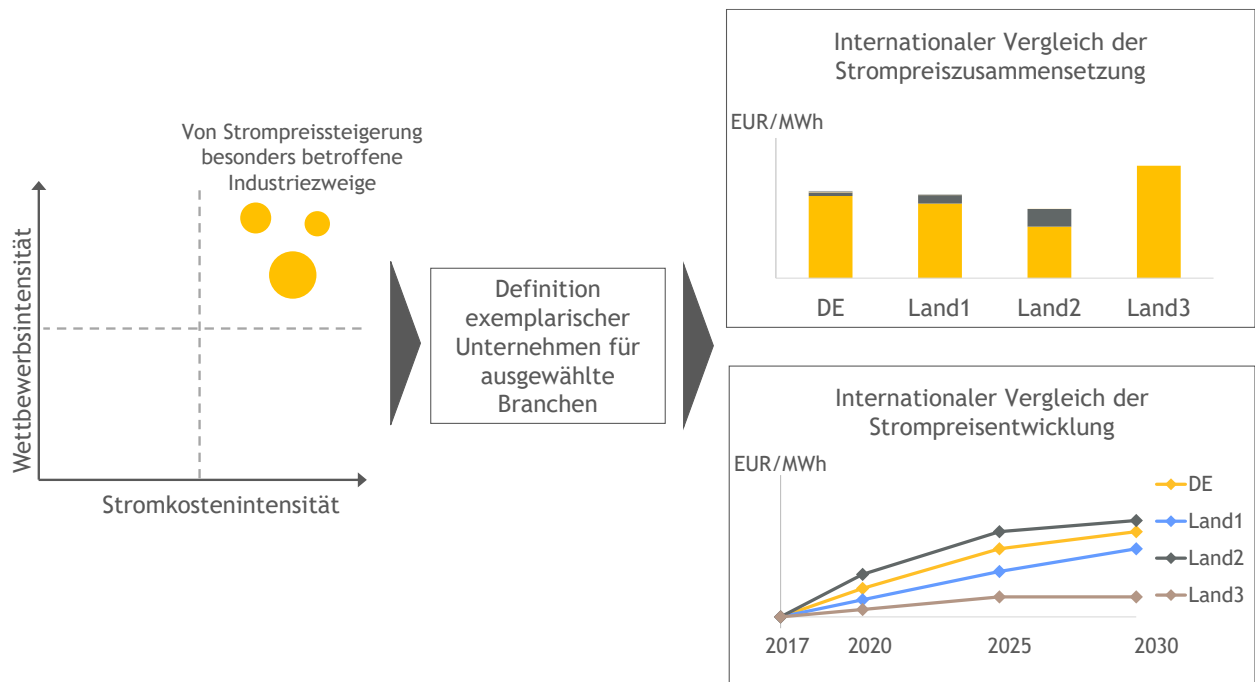 Von Strompreissteigerung
besonders betroffene
Industriezweige
Wettbewerbsintensität
Stromkostenintensität
Definition
exemplarischer
Unternehmen für
ausgewählte
Branchen
Internationaler Vergleich der
Strompreiszusammensetzung
EUR/MWh
DE Land1 Land2 Land3
Internationaler Vergleich der
Strompreisentwicklung
EUR/MWh
DE
Land1
Land2
Land3
2017 2020 2025 2030